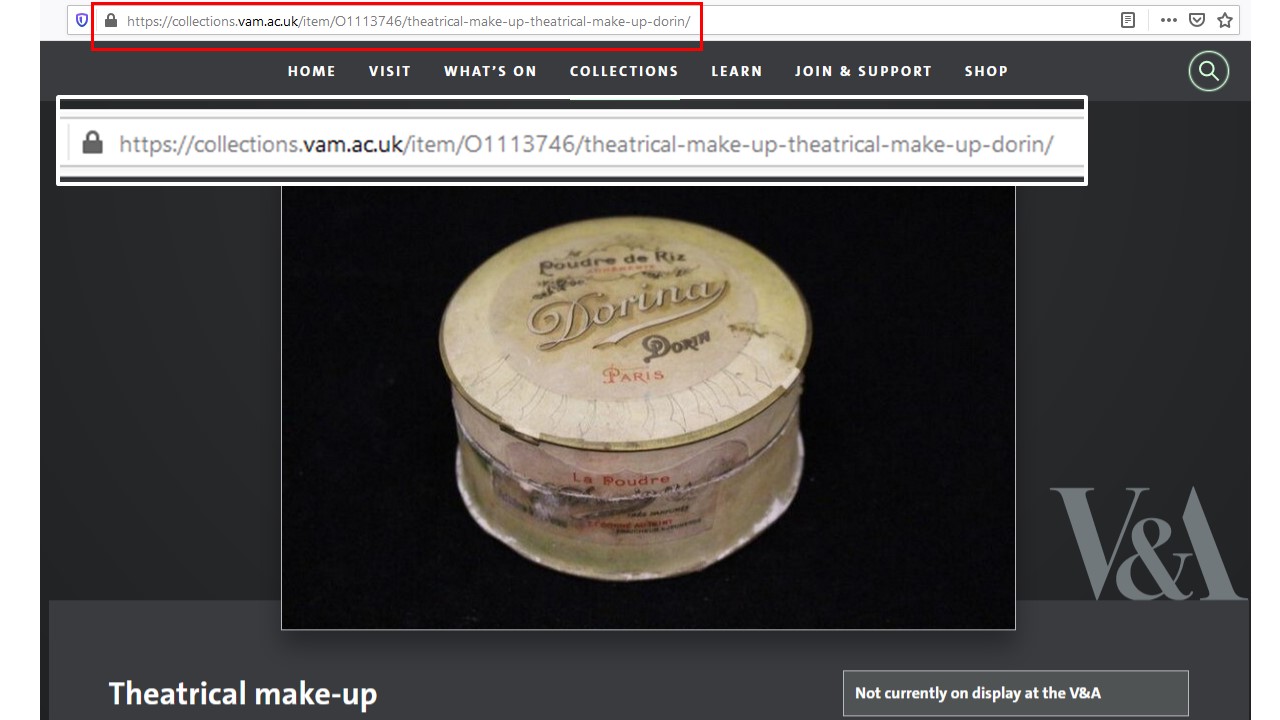 https://collections.vam.ac.uk/item/O1113746/theatrical-make-up-theatrical-make-up-dorin/
HOME VISIT WHAT'S ON COLLECTIONS LEARN JOIN & SUPPORT SHOP
https://collections.vam.ac.uk/item/O1113746/theatrical-make-up-theatrical-make-up-dorin/
Poudre de Riz
Dorina
DORIN
PARIS
La Poudre
V&A
Theatrical make-up
Not currently on display at the V&A